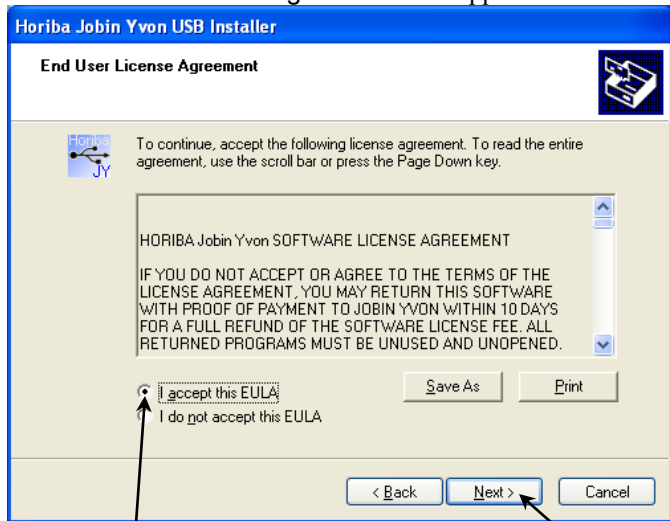 Horiba Jobin Yvon USB Installer
End User License Agreement
Horiba
JY
To continue, accept the following license agreement. To read the entire
agreement, use the scroll bar or press the Page Down key.
HORIBA Jobin Yvon SOFTWARE LICENSE AGREEMENT
IF YOU DO NOT ACCEPT OR AGREE TO THE TERMS OF THE
LICENSE AGREEMENT, YOU MAY RETURN THIS SOFTWARE
WITH PROOF OF PAYMENT TO JOBIN YVON WITHIN 10 DAYS
FOR A FULL REFUND OF THE SOFTWARE LICENSE FEE. ALL
RETURNED PROGRAMS MUST BE UNUSED AND UNOPENED.
I accept this EULA
Save As Print
I do not accept this EULA
< Back Next > Cancel